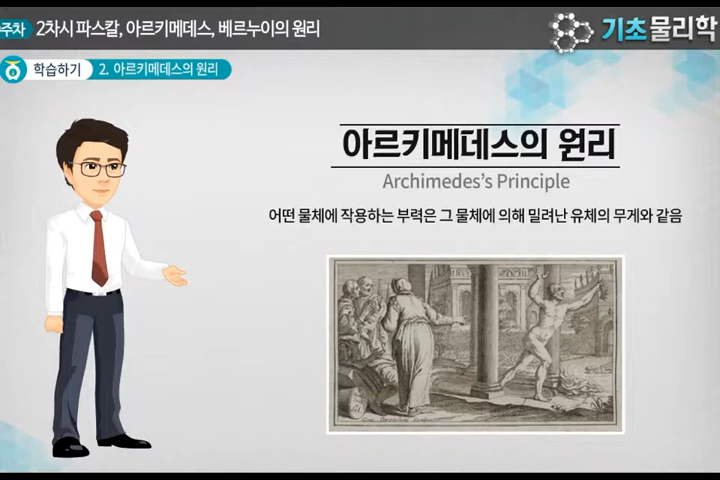 주차 2차시 파스칼, 아르키메데스, 베르누이의 원리
기초물리학
학습하기 2. 아르키메데스의 원리
아르키메데스의 원리
Archimedes's Principle
어떤 물체에 작용하는 부력은 그 물체에 의해 밀려난 유체의 무게와 같음